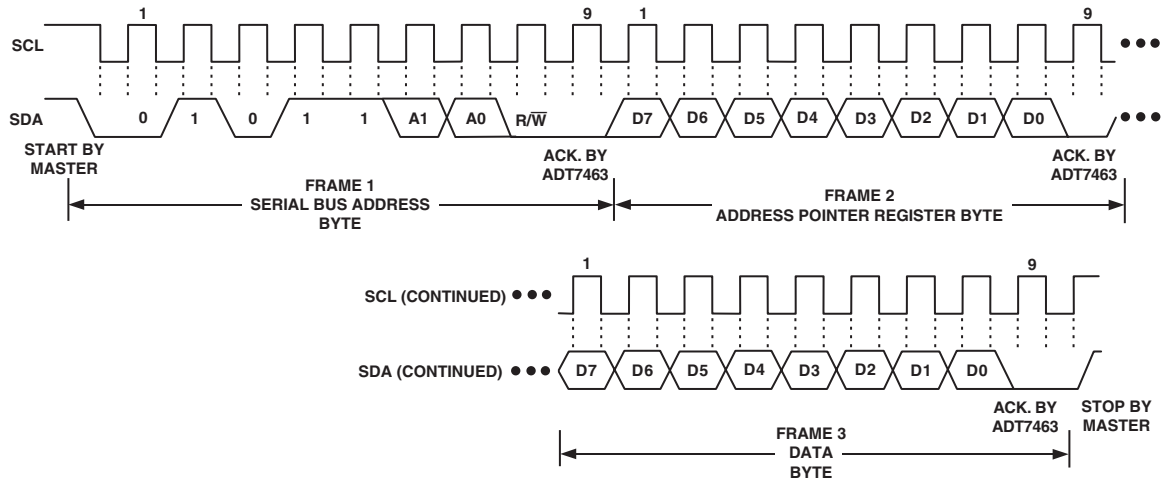 1 9 1 9
SCL
SDA 0 1 0 1 1 A1 A0 R/W̅ D7 D6 D5 D4 D3 D2 D1 D0
START BY
MASTER
ACK. BY
ADT7463
ACK. BY
ADT7463
FRAME 1
SERIAL BUS ADDRESS
BYTE
FRAME 2
ADDRESS POINTER REGISTER BYTE
1 9
SCL (CONTINUED)
SDA (CONTINUED) D7 D6 D5 D4 D3 D2 D1 D0
ACK. BY
ADT7463
STOP BY
MASTER
FRAME 3
DATA
BYTE